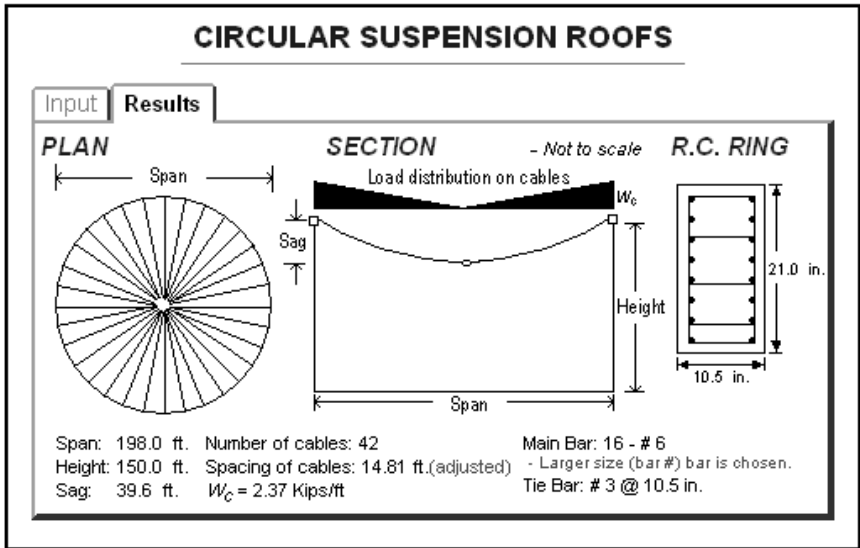 CIRCULAR SUSPENSION ROOFS
Input
Results
PLAN
SECTION
- Not to scale
R.C. RING
Span
Load distribution on cables
Wc
Sag
Height
Span
21.0 in.
10.5 in.
Span: 198.0 ft.
Height: 150.0 ft.
Sag: 39.6 ft.
Number of cables: 42
Spacing of cables: 14.81 ft.(adjusted)
Wc = 2.37 Kips/ft
Main Bar: 16 - # 6
- Larger size (bar #) bar is chosen.
Tie Bar: # 3 @ 10.5 in.